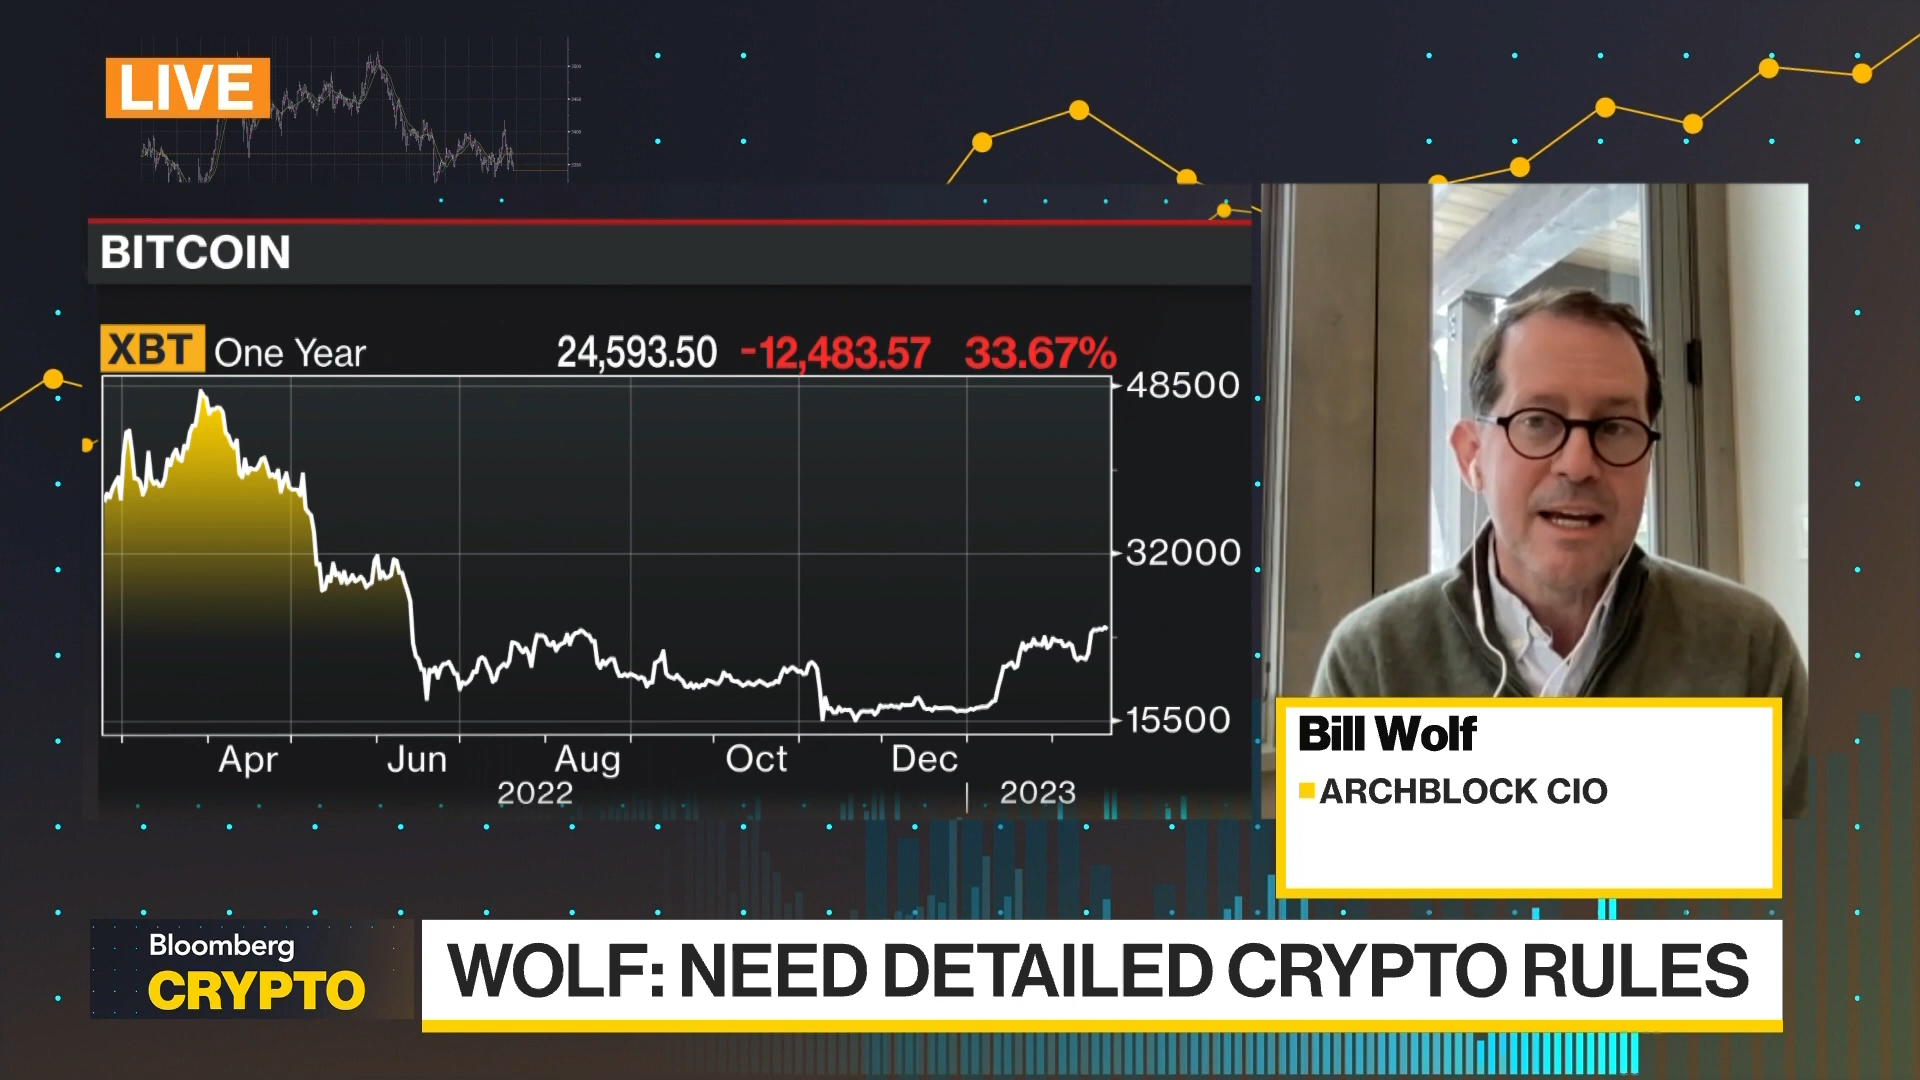 LIVE
BITCOIN
XBT One Year 24,593.50 -12,483.57 33.67%
48500
32000
15500
Apr Jun Aug Oct Dec
2022 2023
Bill Wolf
ARCHBLOCK CIO
Bloomberg
CRYPTO
WOLF: NEED DETAILED CRYPTO RULES